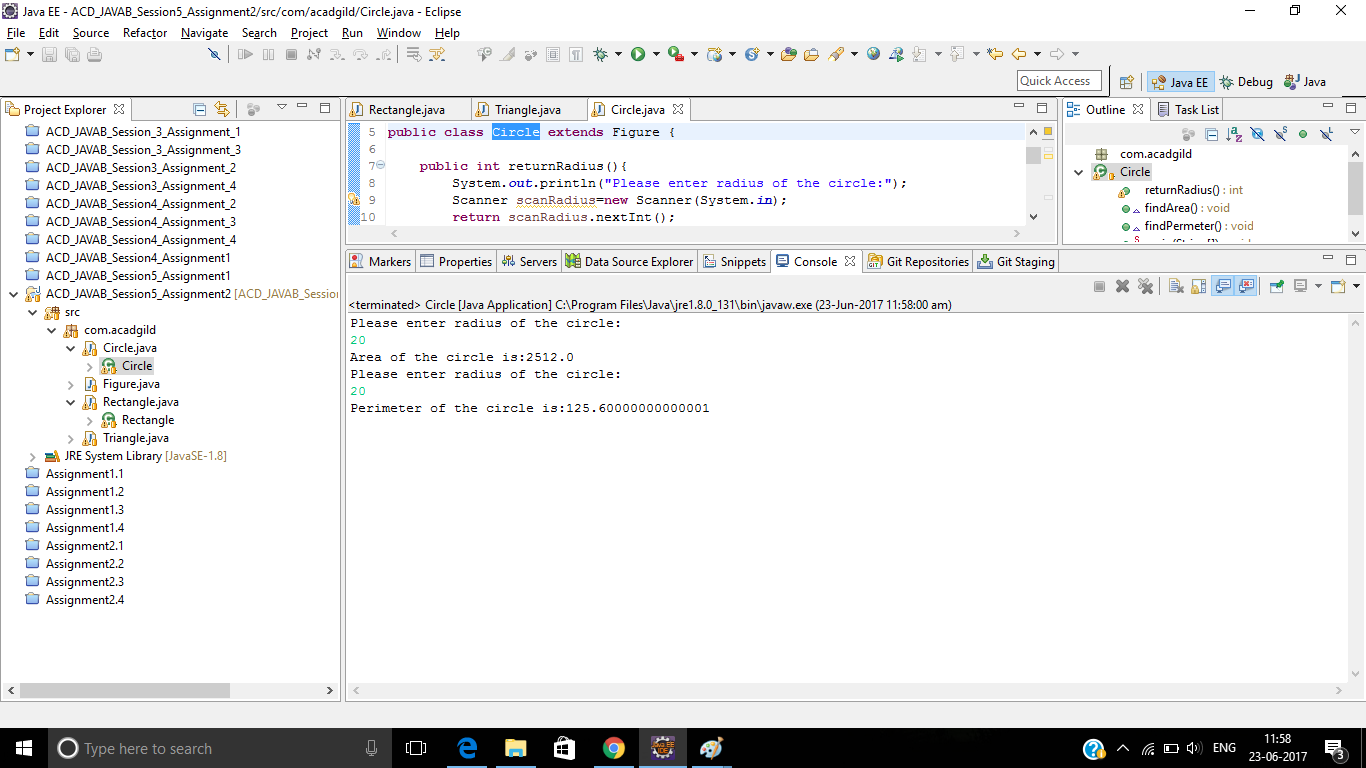 Java EE - ACD_JAVAB_Session5_Assignment2/src/com/acadgild/Circle.java - Eclipse
File Edit Source Refactor Navigate Search Project Run Window Help
Quick Access Java EE Debug Java
Project Explorer
ACD_JAVAB_Session_3_Assignment_1
ACD_JAVAB_Session_3_Assignment_3
ACD_JAVAB_Session3_Assignment_2
ACD_JAVAB_Session3_Assignment_4
ACD_JAVAB_Session4_Assignment_2
ACD_JAVAB_Session4_Assignment_3
ACD_JAVAB_Session4_Assignment_4
ACD_JAVAB_Session4_Assignment1
ACD_JAVAB_Session5_Assignment1
ACD_JAVAB_Session5_Assignment2 [ACD_JAVAB_Session
src
com.acadgild
Circle.java
Circle
Figure.java
Rectangle.java
Rectangle
Triangle.java
JRE System Library [JavaSE-1.8]
Assignment1.1
Assignment1.2
Assignment1.3
Assignment1.4
Assignment2.1
Assignment2.2
Assignment2.3
Assignment2.4
Rectangle.java Triangle.java Circle.java
5 public class Circle extends Figure {
6
7 public int returnRadius(){
8 System.out.println("Please enter radius of the circle:");
9 Scanner scanRadius=new Scanner(System.in);
10 return scanRadius.nextInt();
Outline Task List
com.acadgild
Circle
returnRadius() : int
findArea() : void
findPermeter() : void
Markers Properties Servers Data Source Explorer Snippets Console Git Repositories Git Staging
<terminated> Circle [Java Application] C:\Program Files\Java\jre1.8.0_131\bin\javaw.exe (23-Jun-2017 11:58:00 am)
Please enter radius of the circle:
20
Area of the circle is:2512.0
Please enter radius of the circle:
20
Perimeter of the circle is:125.60000000000001
Type here to search
ENG
11:58
23-06-2017
3